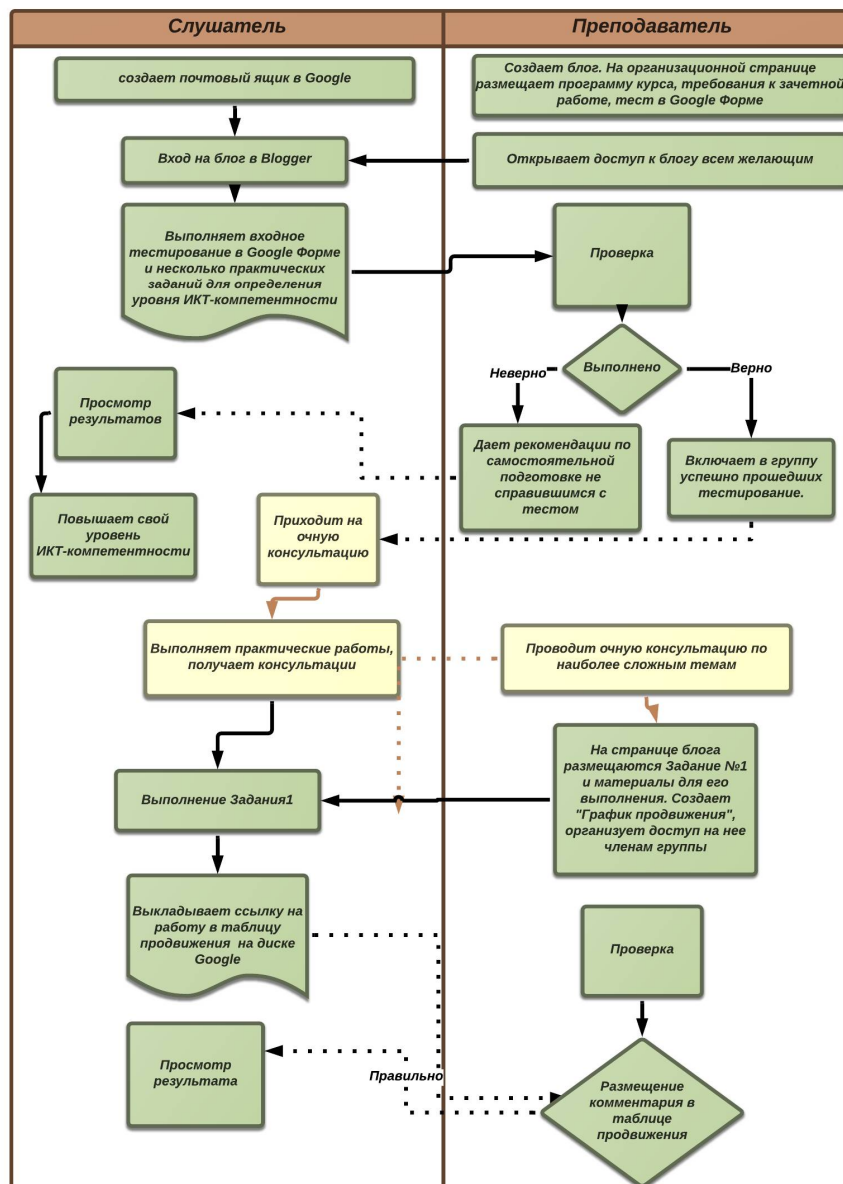 Слушатель
Преподаватель
создает почтовый ящик в Google
Создает блог. На организационной странице
размещает программу курса, требования к зачетной
работе, тест в Google Форме
Вход на блог в Blogger
Открывает доступ к блогу всем желающим
Выполняет входное
тестирование в Google Форме
и несколько практических
заданий для определения
уровня ИКТ-компетентности
Проверка
Выполнено
Неверно
Верно
Просмотр
результатов
Дает рекомендации по
самостоятельной
подготовке не
справившимся с
тестом
Включает в группу
успешно прошедших
тестирование.
Повышает свой
уровень
ИКТ-компетентности
Приходит на
очную
консультацию
Выполняет практические работы,
получает консультации
Проводит очную консультацию по
наиболее сложным темам
На странице блога
размещаются Задание №1
и материалы для его
выполнения. Создает
"График продвижения",
организует доступ на нее
членам группы
Выполнение Задания1
Выкладывает ссылку на
работу в таблицу
продвижения на диске
Google
Проверка
Просмотр
результата
Правильно
Размещение
комментария в
таблице
продвижения